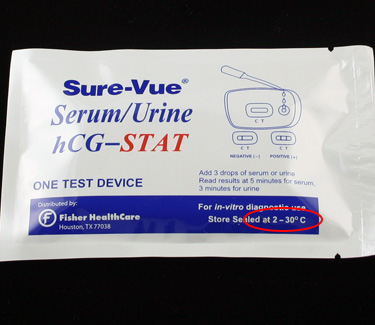 Sure-Vue®
Serum/Urine
hCG–STAT
C T
C T
C T
NEGATIVE (–)
POSITIVE (+)
Add 3 drops of serum or urine
Read results at 5 minutes for serum,
3 minutes for urine
ONE TEST DEVICE
Distributed by:
Fisher HealthCare
Houston, TX 77038
For in-vitro diagnostic use
Store Sealed at 2 – 30° C